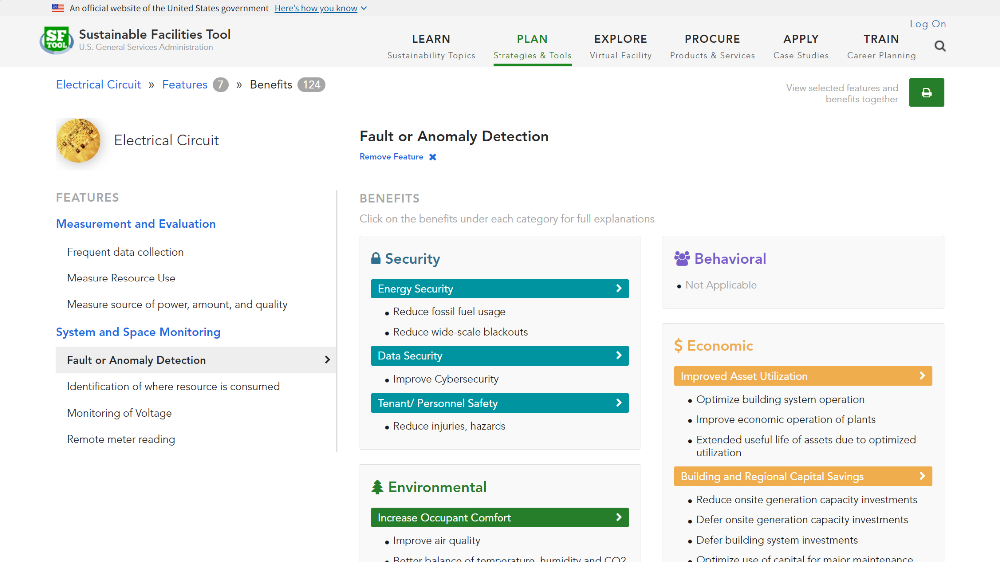 An official website of the United States government Here's how you know
Log On
SF TOOL
Sustainable Facilities Tool
U.S. General Services Administration
LEARN
Sustainability Topics
PLAN
Strategies & Tools
EXPLORE
Virtual Facility
PROCURE
Products & Services
APPLY
Case Studies
TRAIN
Career Planning
Electrical Circuit » Features 7 » Benefits 124
View selected features and
benefits together
Electrical Circuit
Fault or Anomaly Detection
Remove Feature
FEATURES
Measurement and Evaluation
Frequent data collection
Measure Resource Use
Measure source of power, amount, and quality
System and Space Monitoring
Fault or Anomaly Detection
Identification of where resource is consumed
Monitoring of Voltage
Remote meter reading
BENEFITS
Click on the benefits under each category for full explanations
Security
Energy Security
• Reduce fossil fuel usage
• Reduce wide-scale blackouts
Data Security
• Improve Cybersecurity
Tenant/ Personnel Safety
• Reduce injuries, hazards
Environmental
Increase Occupant Comfort
• Improve air quality
• Better balance of temperature, humidity and CO2
Behavioral
• Not Applicable
$ Economic
Improved Asset Utilization
• Optimize building system operation
• Improve economic operation of plants
• Extended useful life of assets due to optimized
utilization
Building and Regional Capital Savings
• Reduce onsite generation capacity investments
• Defer onsite generation capacity investments
• Defer building system investments
• Optimize use of capital for major maintenance